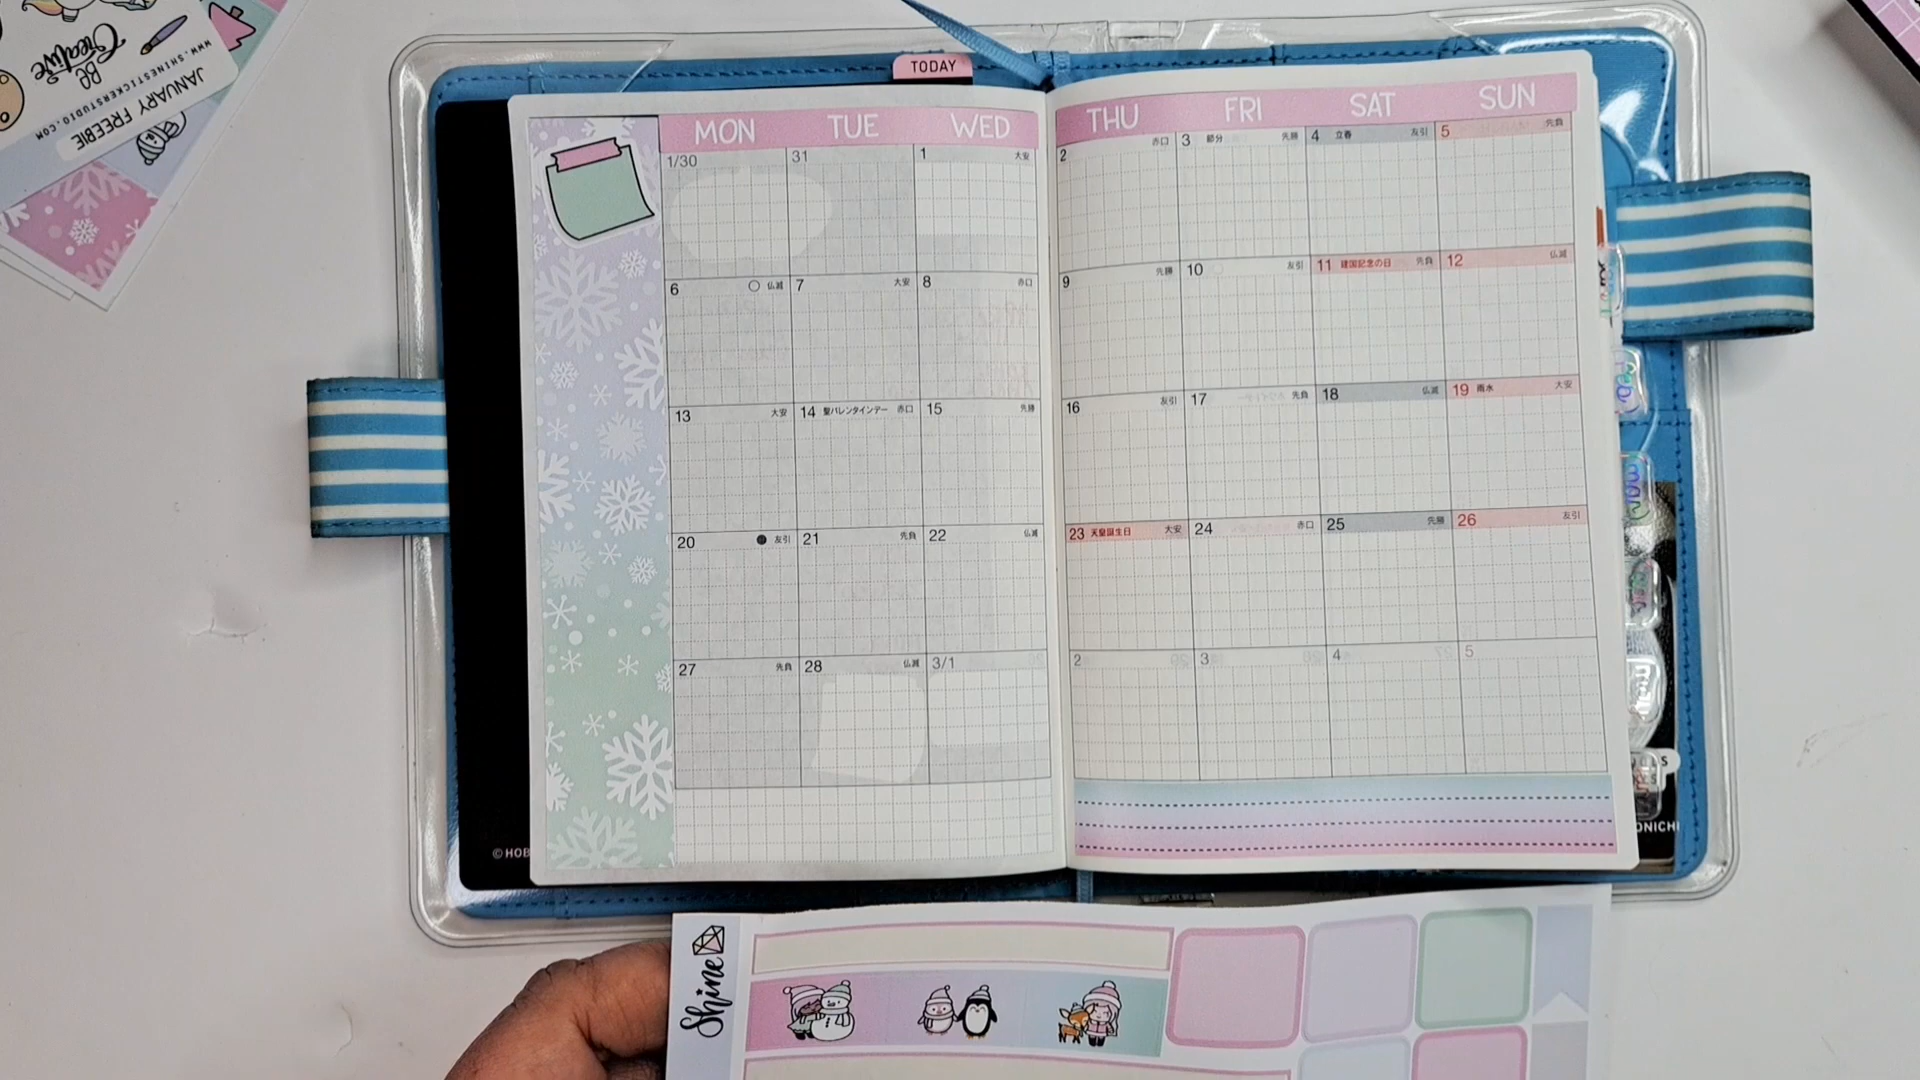 BE
Creative
WWW.SHINESTICKERSTUDIO.COM
JANUARY FREEBIE
TODAY
MON TUE WED THU FRI SAT SUN
1/30 31 1 大安 2 赤口 3 節分 先勝 4 立春 友引 5 先負
6 仏滅 7 大安 8 赤口 9 先勝 10 友引 11 建国記念の日 先負 12 仏滅
13 大安 14 聖バレンタインデー 赤口 15 先勝 16 友引 17 先負 18 仏滅 19 雨水 大安
20 友引 21 先負 22 仏滅 23 天皇誕生日 大安 24 赤口 25 先勝 26 友引
27 先負 28 仏滅 3/1 2 3 4 5
©HOB
ONICHI
Shine